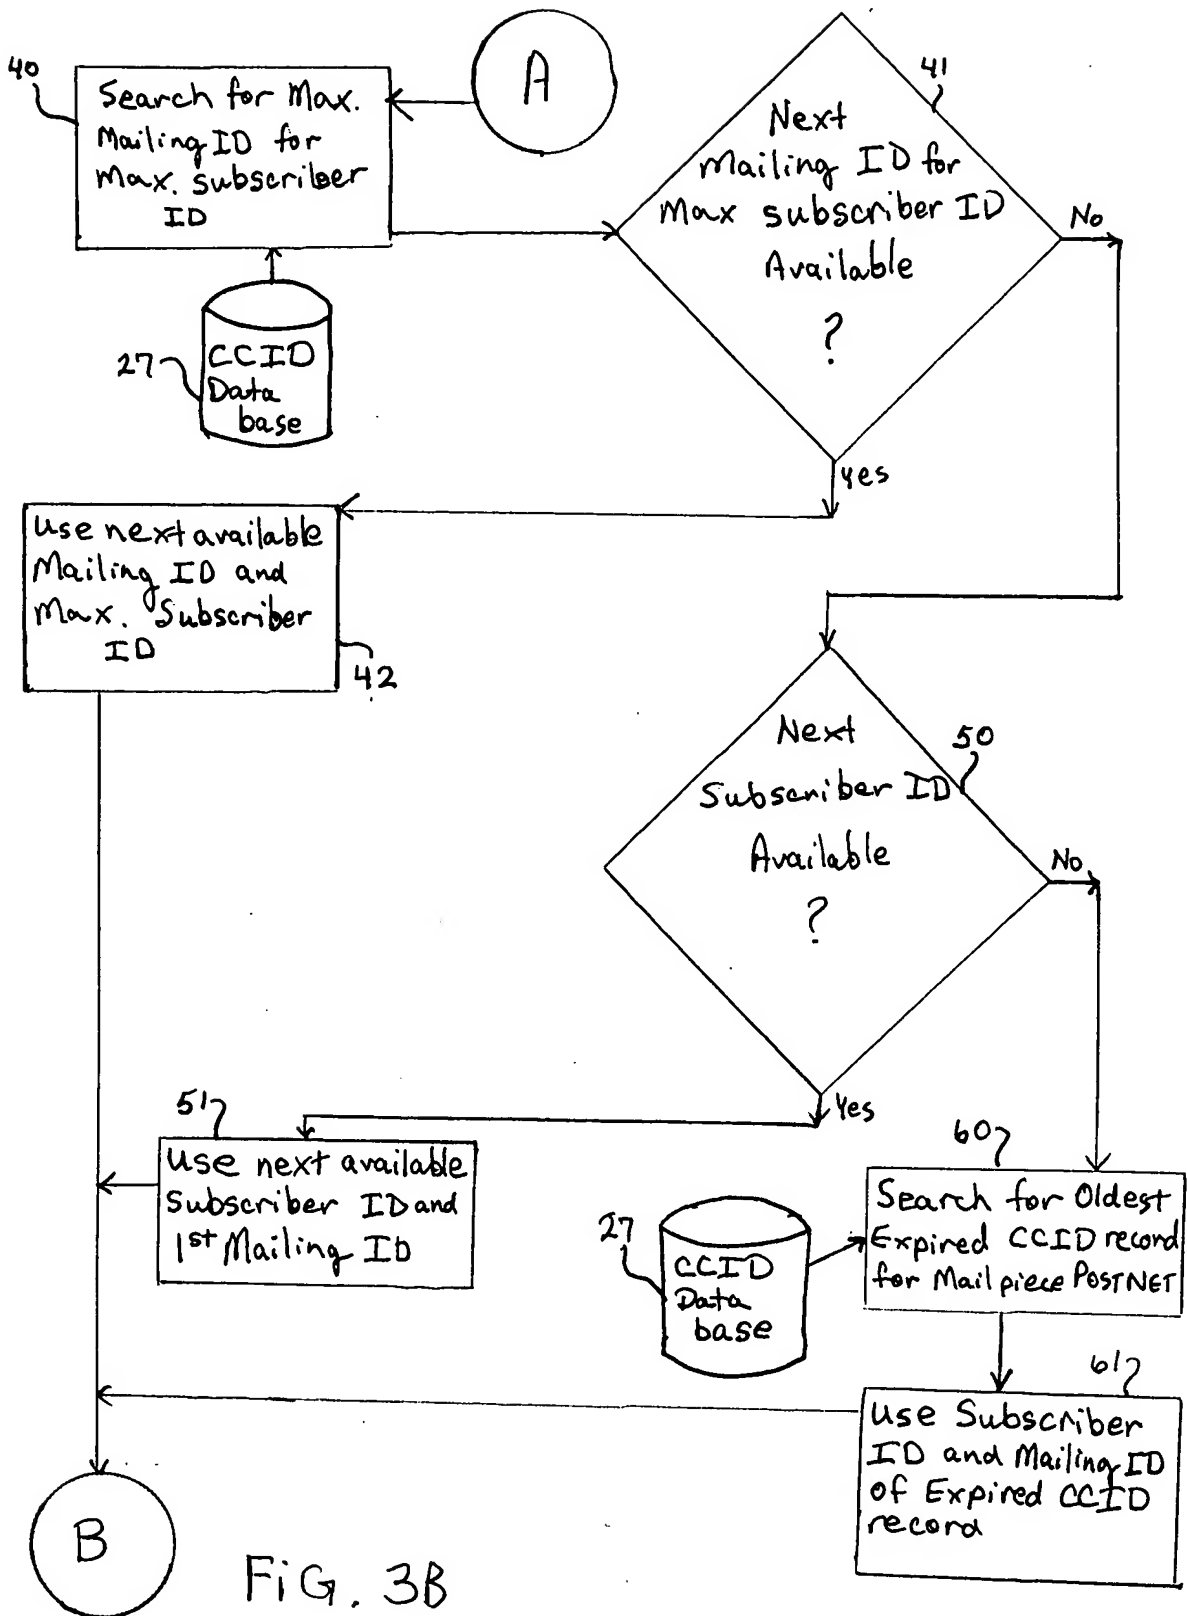 40
Search for Max.
Mailing ID for
Max. subscriber
ID
A
41
Next
Mailing ID for
Max subscriber ID
Available
?
No
Yes
27
CCID
Data
base
Use next available
Mailing ID and
Max. Subscriber
ID
42
Next
Subscriber ID
Available
?
50
No
Yes
51
Use next available
Subscriber ID and
1st Mailing ID
60
Search for Oldest
Expired CCID record
for Mailpiece POSTNET
27
CCID
Data
base
61
Use Subscriber
ID and Mailing ID
of Expired CCID
record
B
FiG. 3B